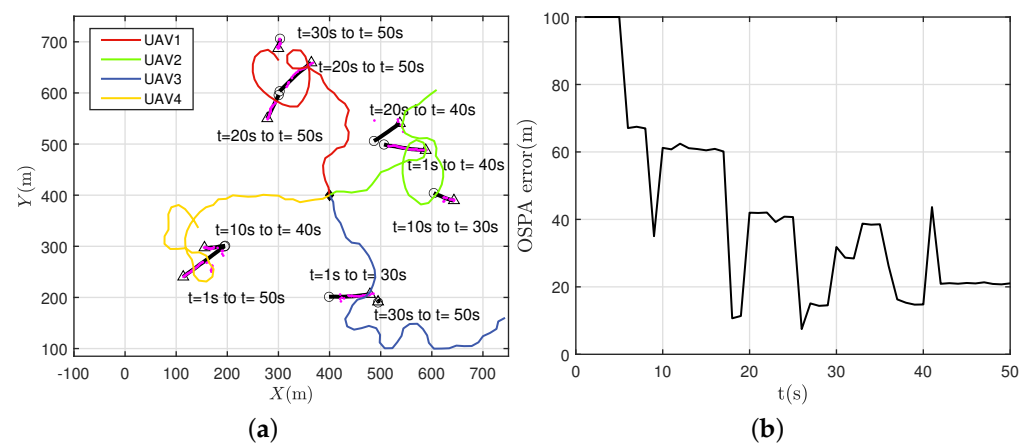 UAV1
UAV2
UAV3
UAV4
t=30s to t= 50s
t=20s to t= 50s
t=20s to t= 40s
t=20s to t= 50s
t=1s to t= 40s
t=10s to t= 40s
t=10s to t= 30s
t=1s to t= 30s
t=1s to t= 50s
t=30s to t= 50s
Y(m)
700
600
500
400
300
200
100
-100 0 100 200 300 400 500 600 700
X(m)
(a)
OSPA error(m)
100
80
60
40
20
0
0 10 20 30 40 50
t(s)
(b)